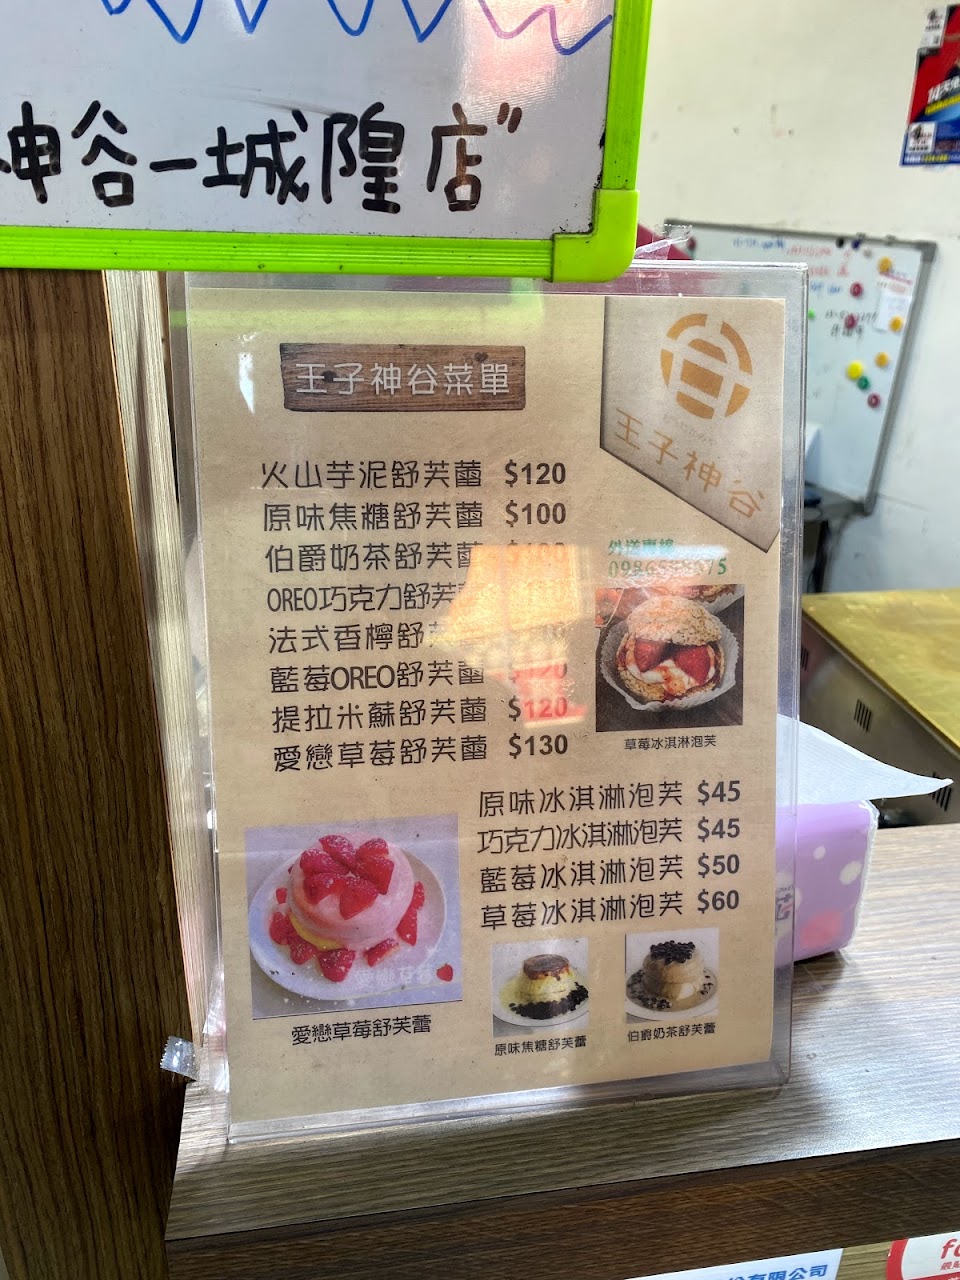 神谷-城隍店"
王子神谷菜單
王子神谷
火山芋泥舒芙蕾 $120
原味焦糖舒芙蕾 $100
伯爵奶茶舒芙蕾
OREO巧克力舒芙
法式香檸舒
藍莓OREO舒芙蕾
提拉米蘇舒芙蕾 $120
愛戀草莓舒芙蕾 $130
外送專線
草莓冰淇淋泡芙
原味冰淇淋泡芙 $45
巧克力冰淇淋泡芙 $45
藍莓冰淇淋泡芙 $50
草莓冰淇淋泡芙 $60
愛戀草莓舒芙蕾
原味焦糖舒芙蕾
伯爵奶茶舒芙蕾
有限公司